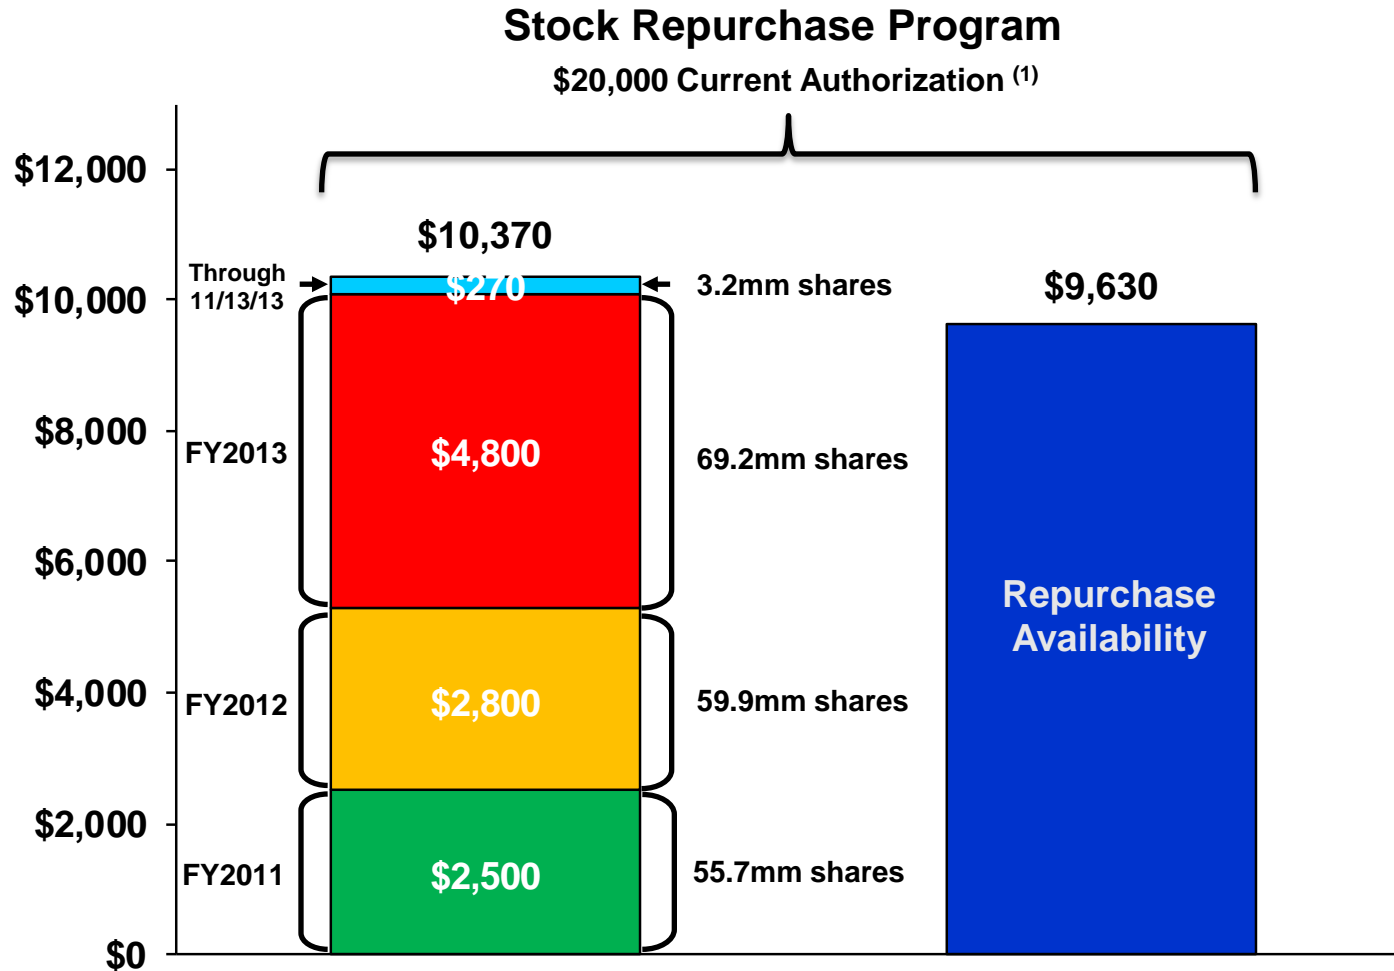 Stock Repurchase Program
$20,000 Current Authorization (1)
$12,000
$10,370
Through
11/13/13
$270
3.2mm shares
$9,630
$10,000
$8,000
FY2013
$4,800
69.2mm shares
$6,000
Repurchase
Availability
$4,000
FY2012
$2,800
59.9mm shares
$2,000
FY2011
$2,500
55.7mm shares
$0